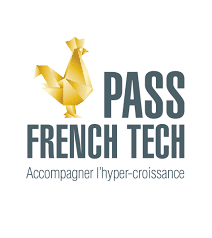 PASS
FRENCH TECH
Accompagner l'hyper-croissance